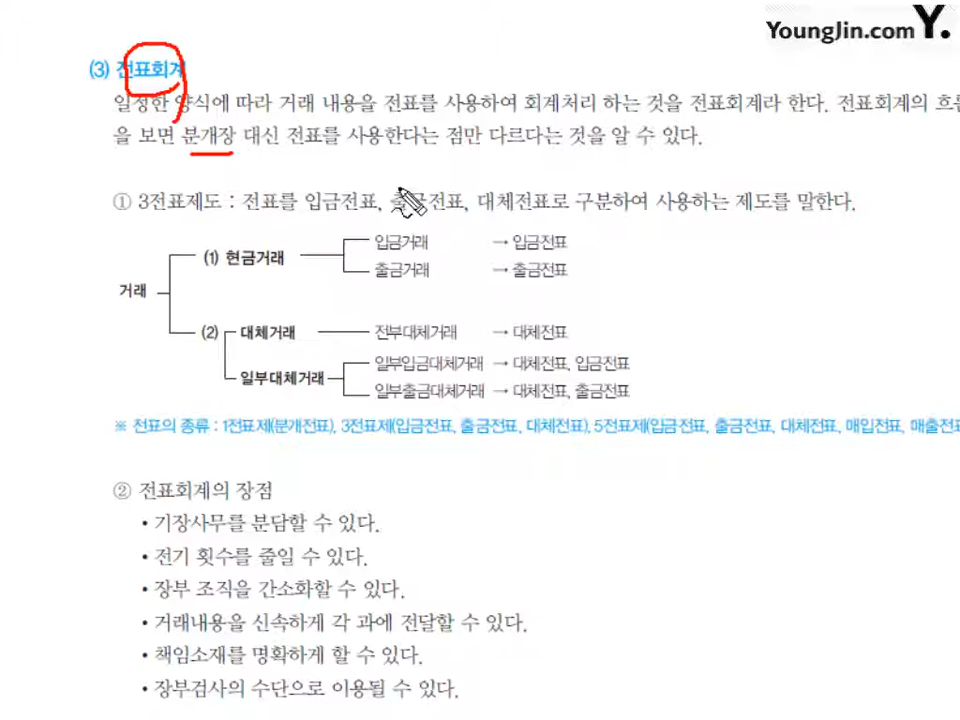 YoungJin.com Y.
(3) 전표회계
일정한 양식에 따라 거래 내용을 전표를 사용하여 회계처리 하는 것을 전표회계라 한다. 전표회계의
을 보면 분개장 대신 전표를 사용한다는 점만 다르다는 것을 알 수 있다.
① 3전표제도 : 전표를 입금전표, 출금전표, 대체전표로 구분하여 사용하는 제도를 말한다.
거래
(1) 현금거래
입금거래 → 입금전표
출금거래 → 출금전표
(2) 대체거래 전부대체거래 → 대체전표
일부대체거래
일부입금대체거래 → 대체전표, 입금전표
일부출금대체거래 → 대체전표, 출금전표
※ 전표의 종류 : 1전표제(분개전표), 3전표제(입금전표, 출금전표, 대체전표), 5전표제(입금전표, 출금전표, 대체전표, 매입전표, 매출전표
② 전표회계의 장점
• 기장사무를 분담할 수 있다.
• 전기 횟수를 줄일 수 있다.
• 장부 조직을 간소화할 수 있다.
• 거래내용을 신속하게 각 과에 전달할 수 있다.
• 책임소재를 명확하게 할 수 있다.
• 장부검사의 수단으로 이용될 수 있다.